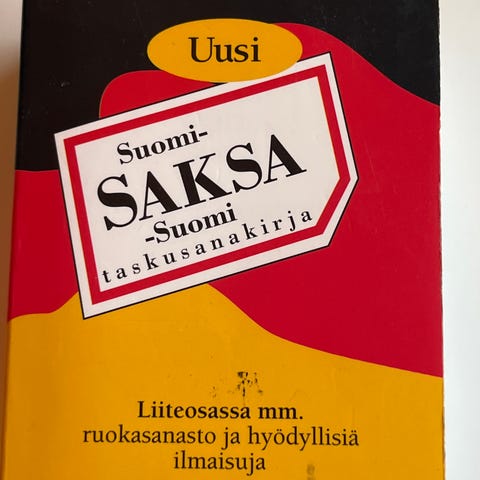 Uusi
Suomi-
SAKSA
-Suomi
taskusanakirja
Liiteosassa mm.
ruokasanasto ja hyödyllisiä
ilmaisuja